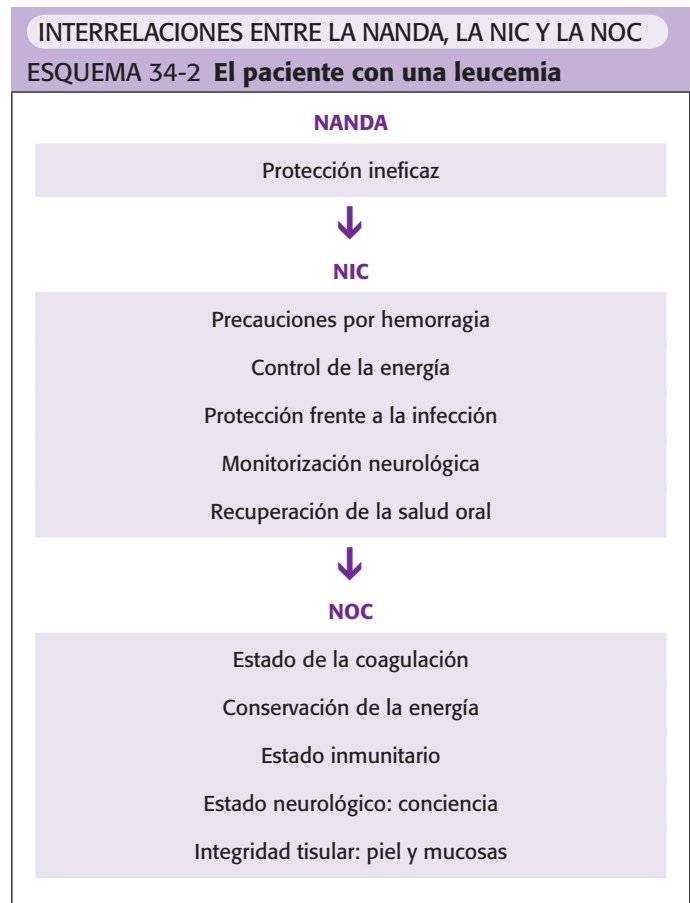 INTERRELACIONES ENTRE LA NANDA, LA NIC Y LA NOC
ESQUEMA 34-2 El paciente con una leucemia
NANDA
Protección ineficaz
NIC
Precauciones por hemorragia
Control de la energía
Protección frente a la infección
Monitorización neurológica
Recuperación de la salud oral
NOC
Estado de la coagulación
Conservación de la energía
Estado inmunitario
Estado neurológico: conciencia
Integridad tisular: piel y mucosas